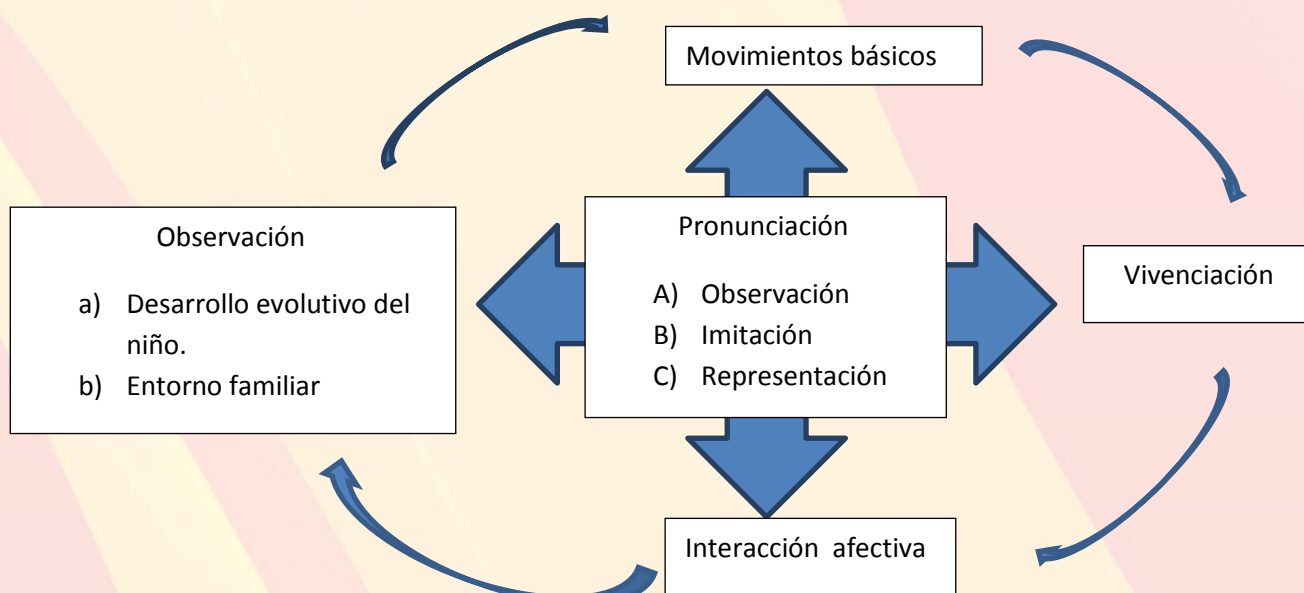 Movimientos básicos
Observación
a) Desarrollo evolutivo del
niño.
b) Entorno familiar
Pronunciación
A) Observación
B) Imitación
C) Representación
Vivenciación
Interacción afectiva